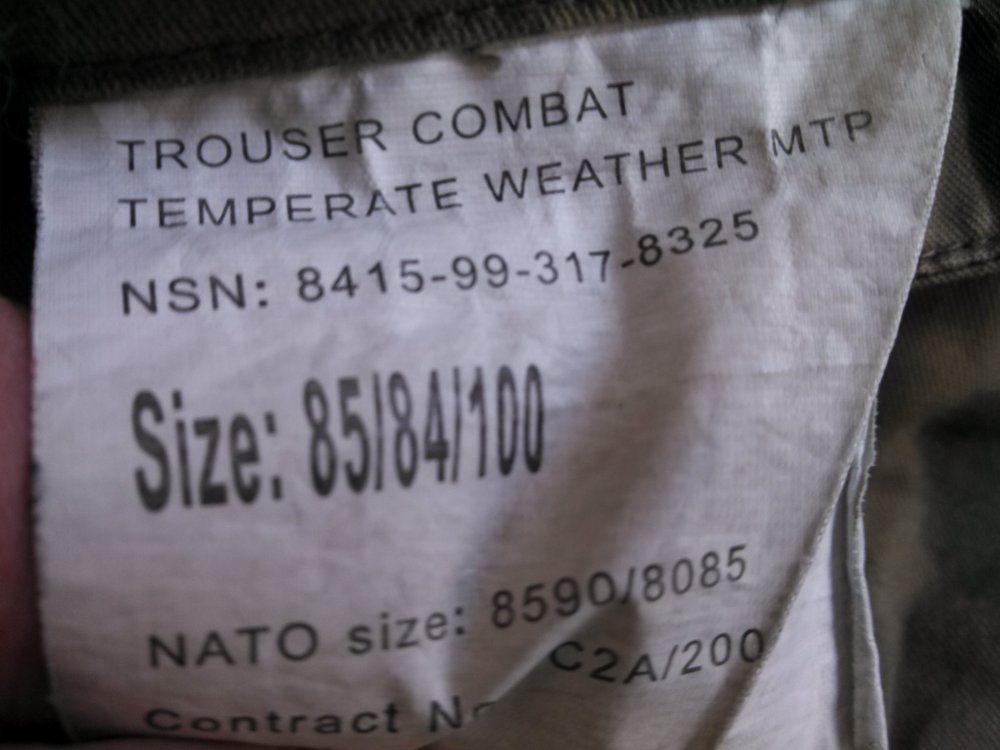 TROUSER COMBAT
TEMPERATE WEATHER MTP
NSN: 8415-99-317-8325
Size: 85/84/100
NATO size: 8590/8085
Contract C2A/200